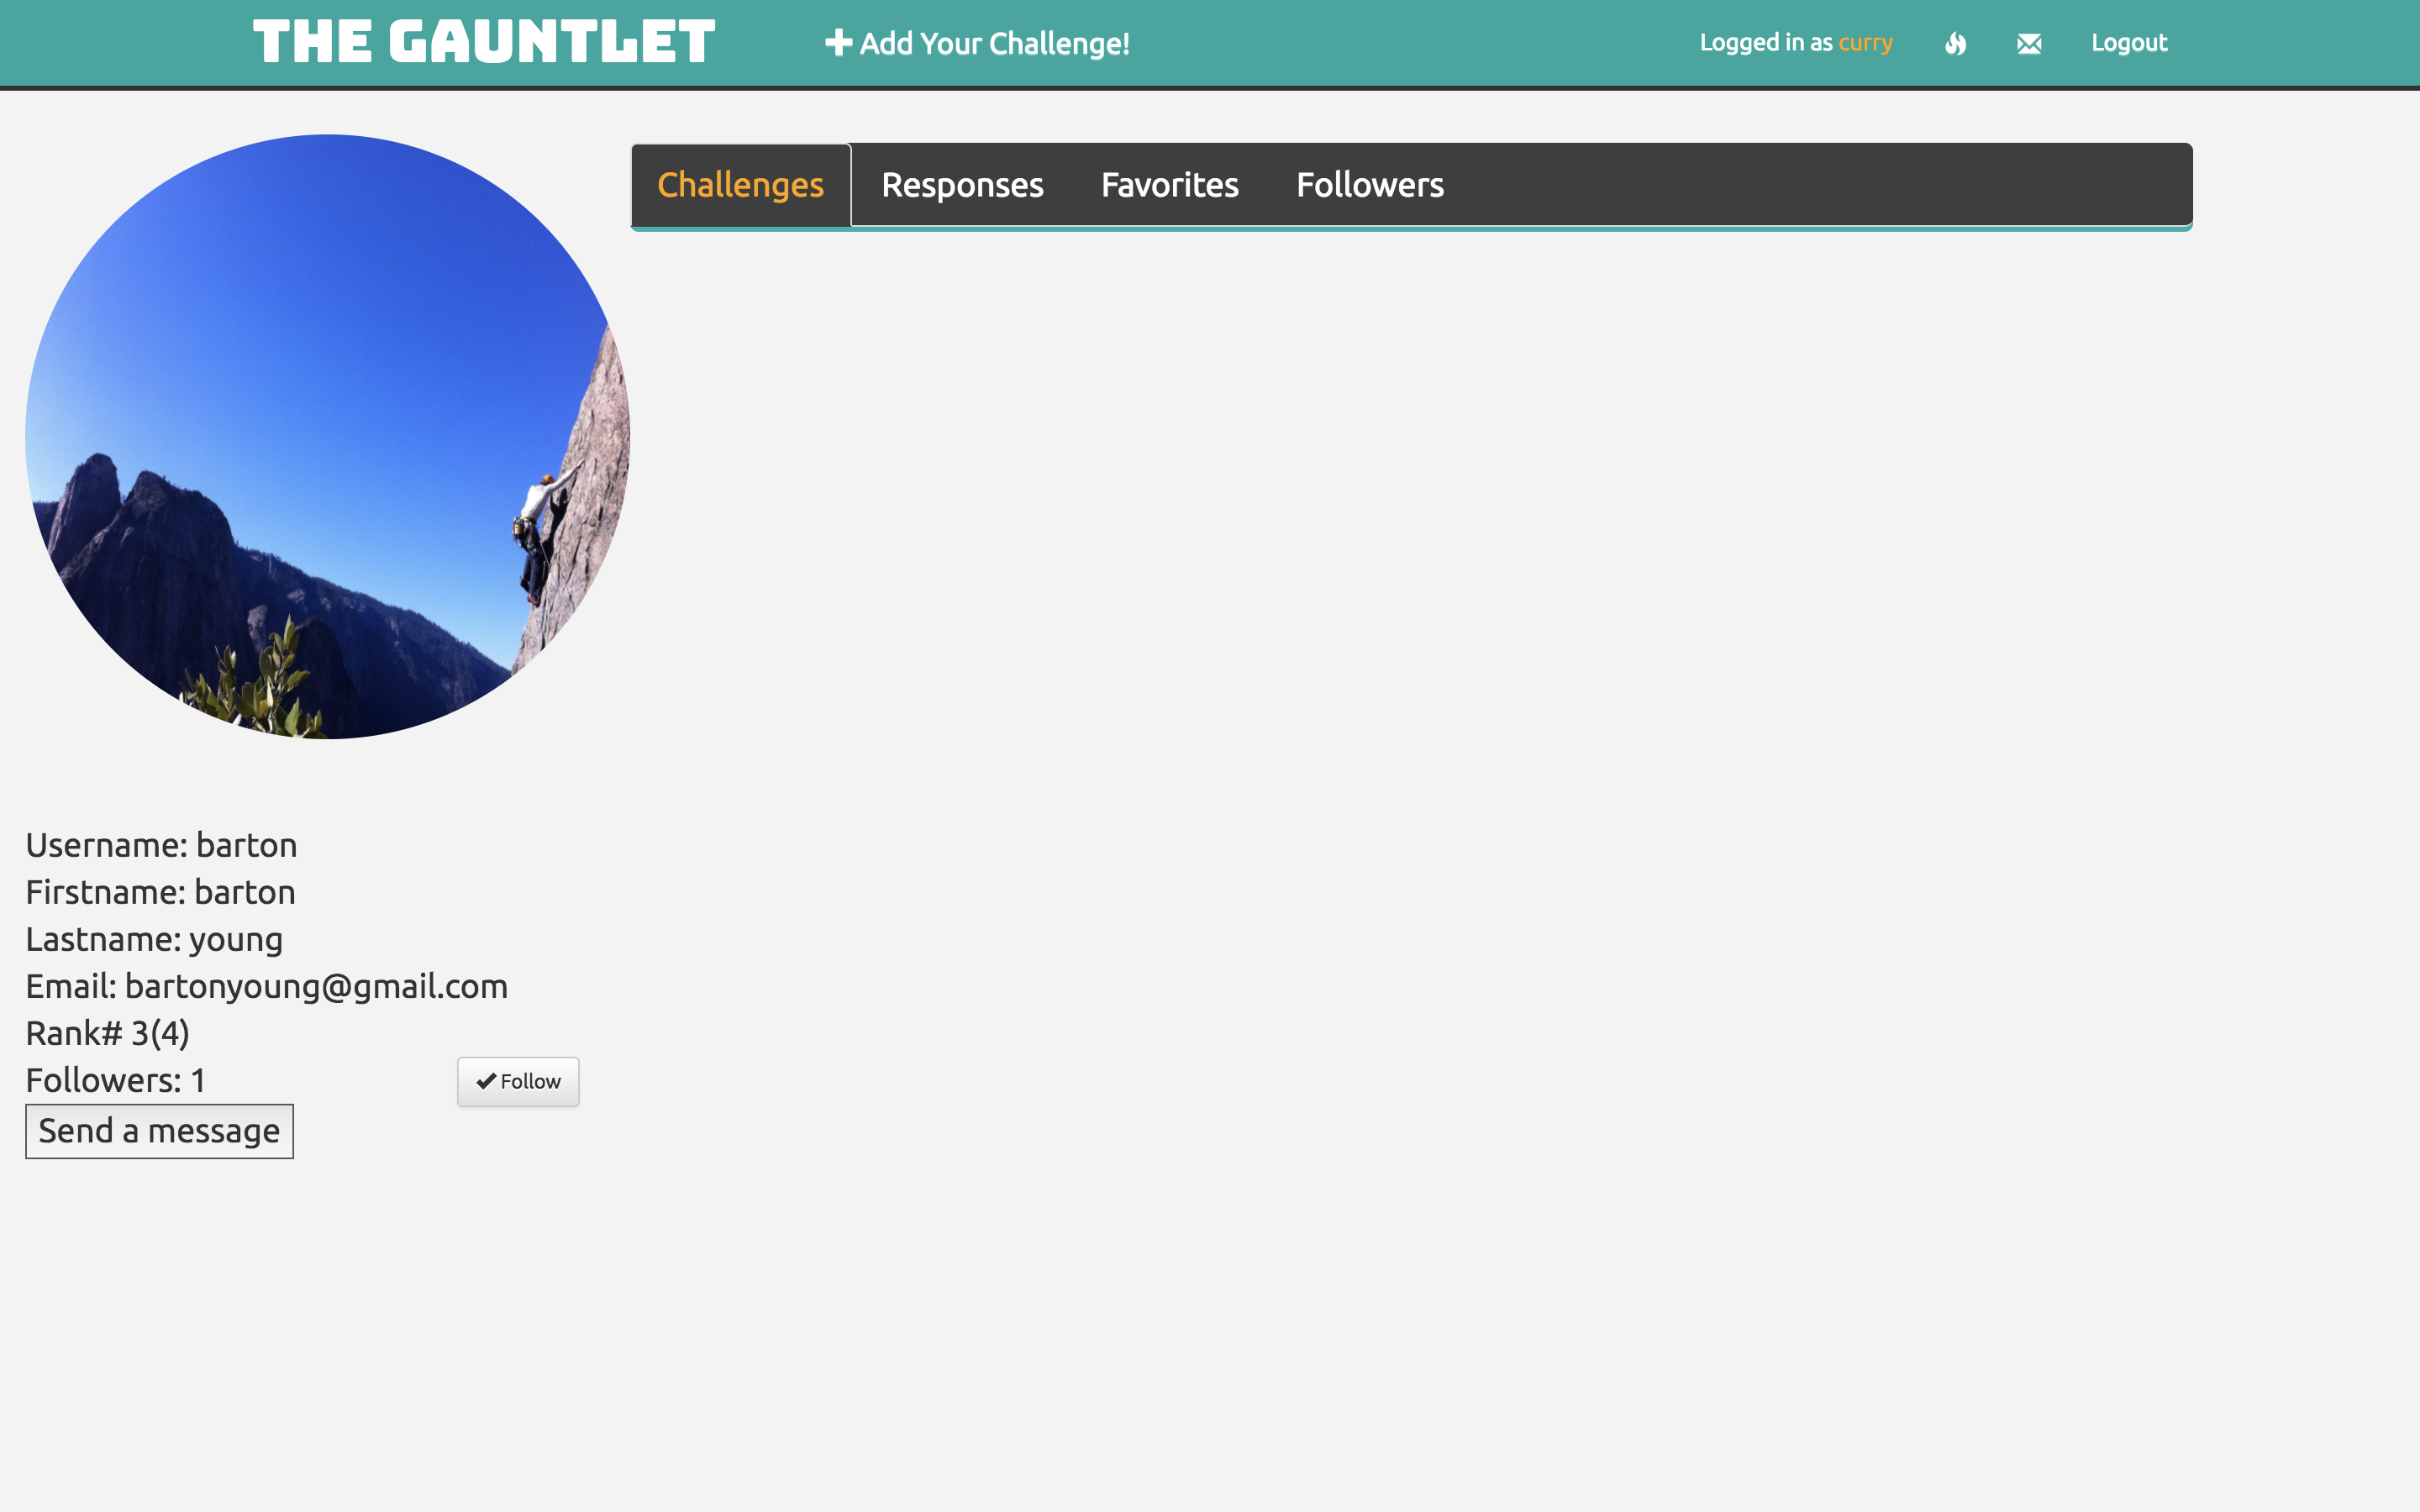 THE GAUNTLET
Add Your Challenge!
Logged in as curry
Logout
Challenges
Responses
Favorites
Followers
Username: barton
Firstname: barton
Lastname: young
Email: bartonyoung@gmail.com
Rank# 3(4)
Followers: 1
Follow
Send a message